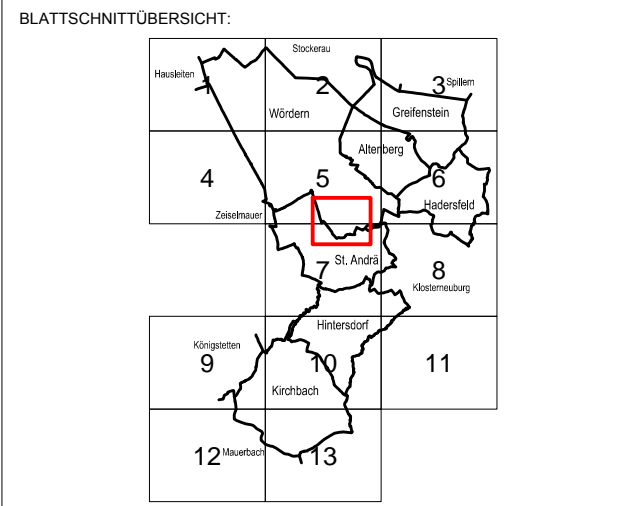 BLATTSCHNITTÜBERSICHT:
Stockerau
Hausleiten
1
2
3
Spillern
Wördern
Greifenstein
Altenberg
4
5
6
Zeiselmauer
Hadersfeld
7
St. Andrä
8
Klosterneuburg
Hintersdorf
Königstetten
9
10
11
Kirchbach
12
Mauerbach
13